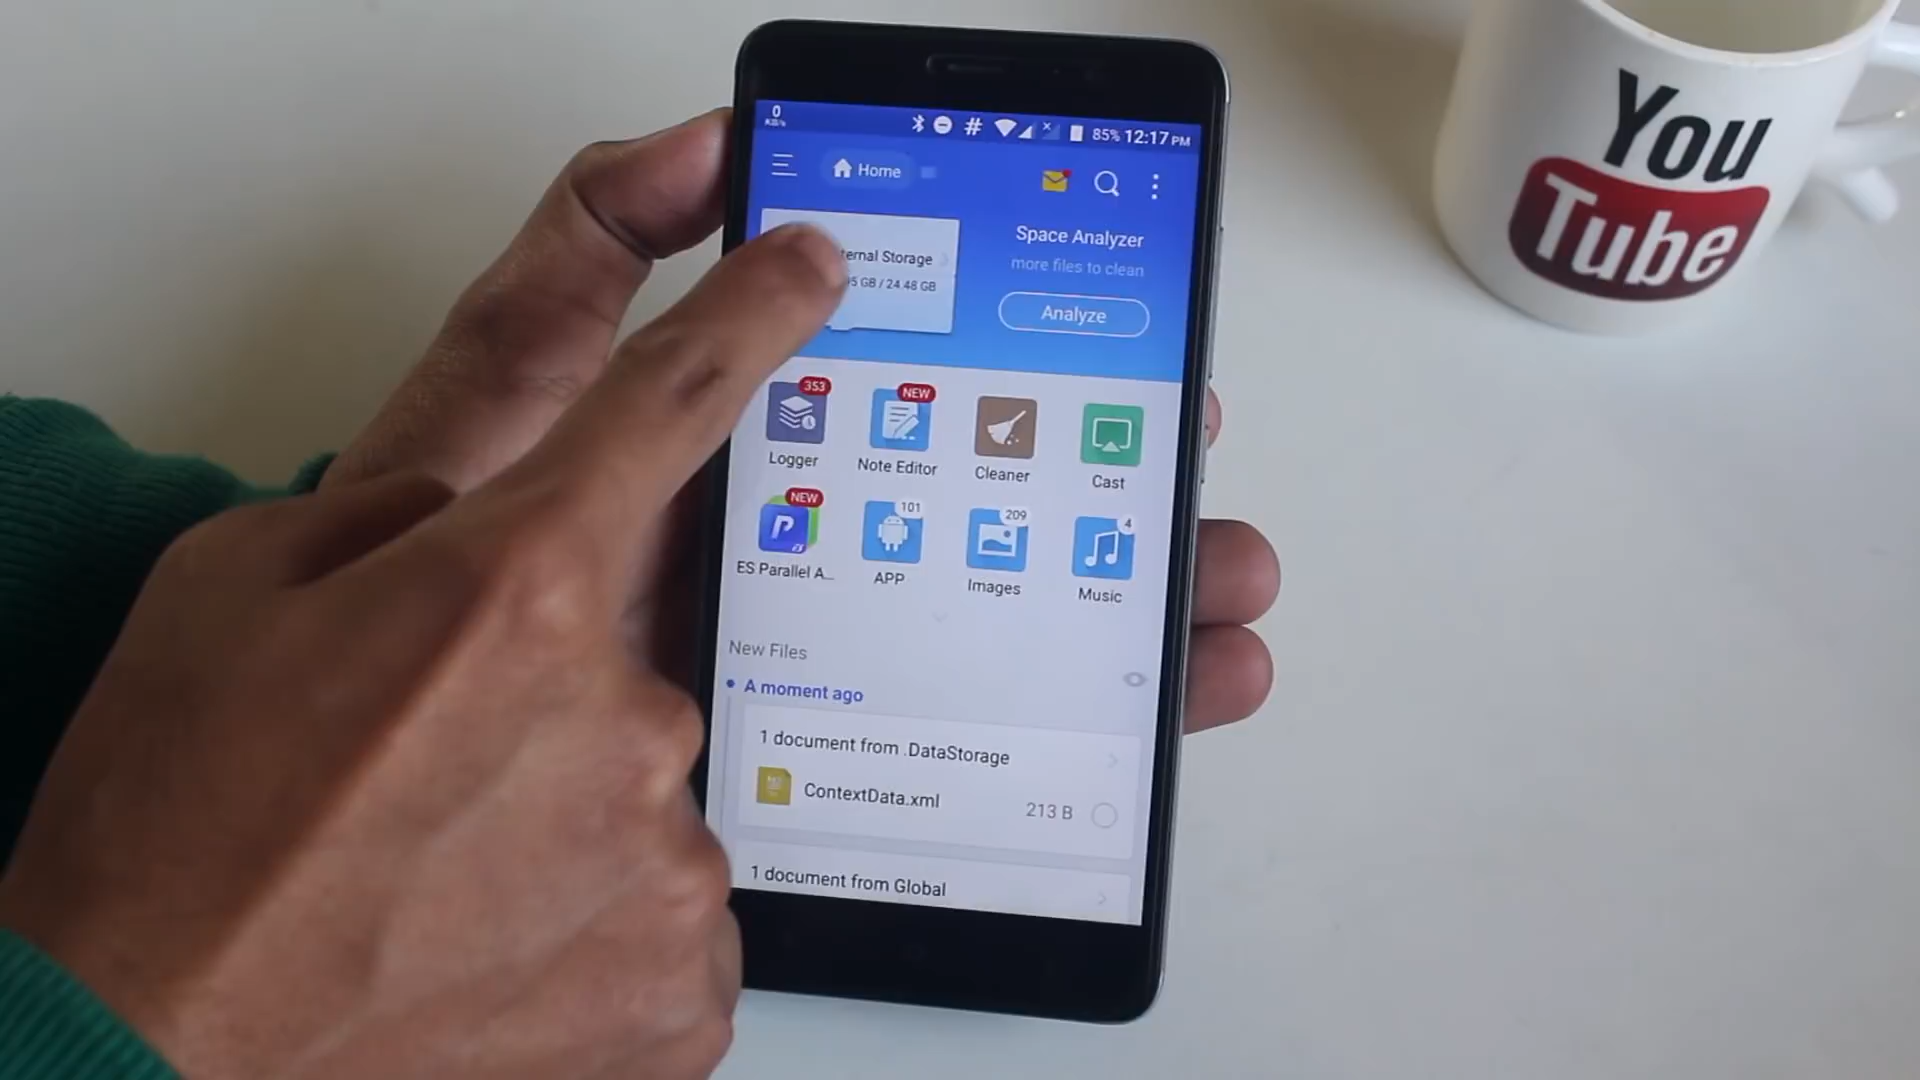 0
KB/s
85% 12:17 PM
Home
Storage
GB / 24.48 GB
Space Analyzer
more files to clean
Analyze
353
Logger
NEW
Note Editor
Cleaner
Cast
NEW
ES Parallel A...
101
APP
209
Images
4
Music
New Files
A moment ago
1 document from .DataStorage
ContextData.xml
213 B
1 document from Global
You
Tube